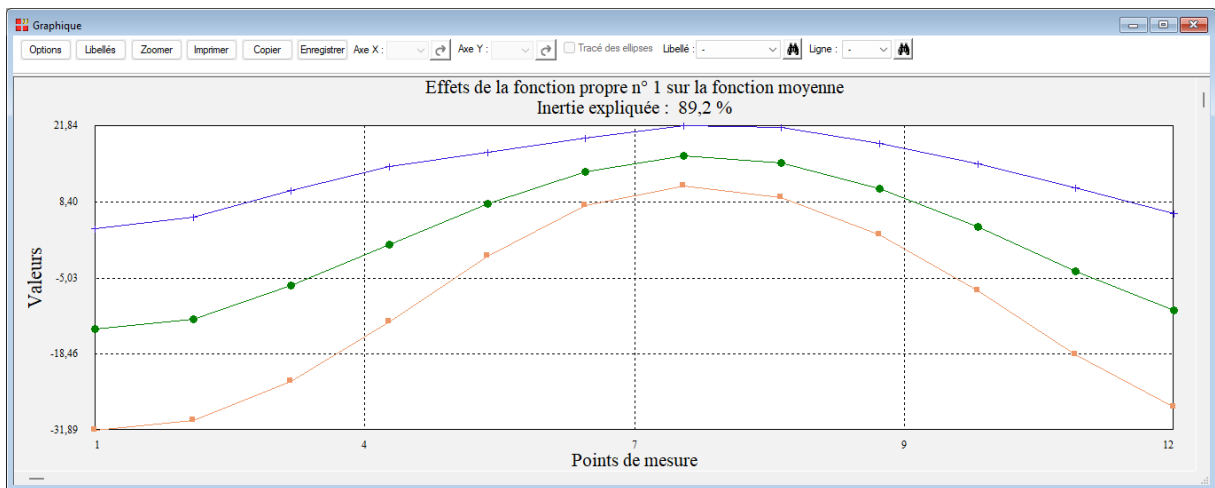 Graphique
Options Libellés Zoomer Imprimer Copier Enregistrer Axe X : Axe Y : Tracé des ellipses Libellé : - Ligne : -
Effets de la fonction propre n° 1 sur la fonction moyenne
Inertie expliquée : 89,2 %
21,84
8,40
-5,03
-18,46
-31,89
Valeurs
1 4 7 9 12
Points de mesure